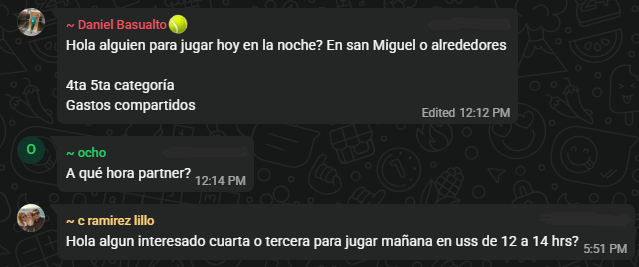 ~ Daniel Basualto🎾
Hola alguien para jugar hoy en la noche? En san Miguel o alrededores
4ta 5ta categoría
Gastos compartidos
Edited 12:12 PM
O
~ ocho
A qué hora partner?
12:14 PM
~ c ramirez lillo
Hola algun interesado cuarta o tercera para jugar mañana en uss de 12 a 14 hrs?
5:51 PM